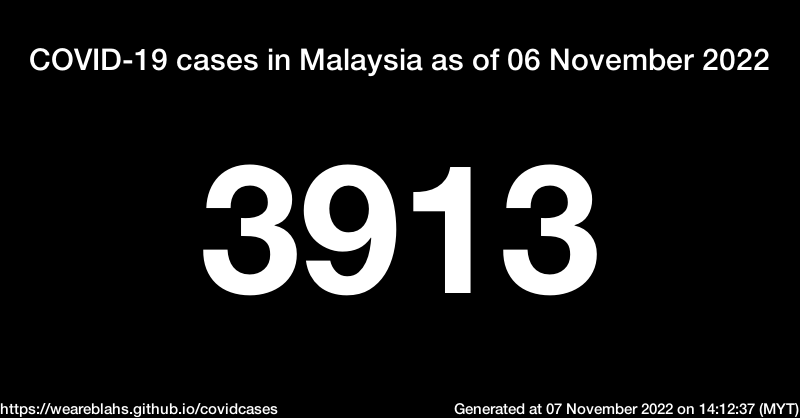 COVID-19 cases in Malaysia as of 06 November 2022
3913
https://weareblahs.github.io/covidcases
Generated at 07 November 2022 on 14:12:37 (MYT)